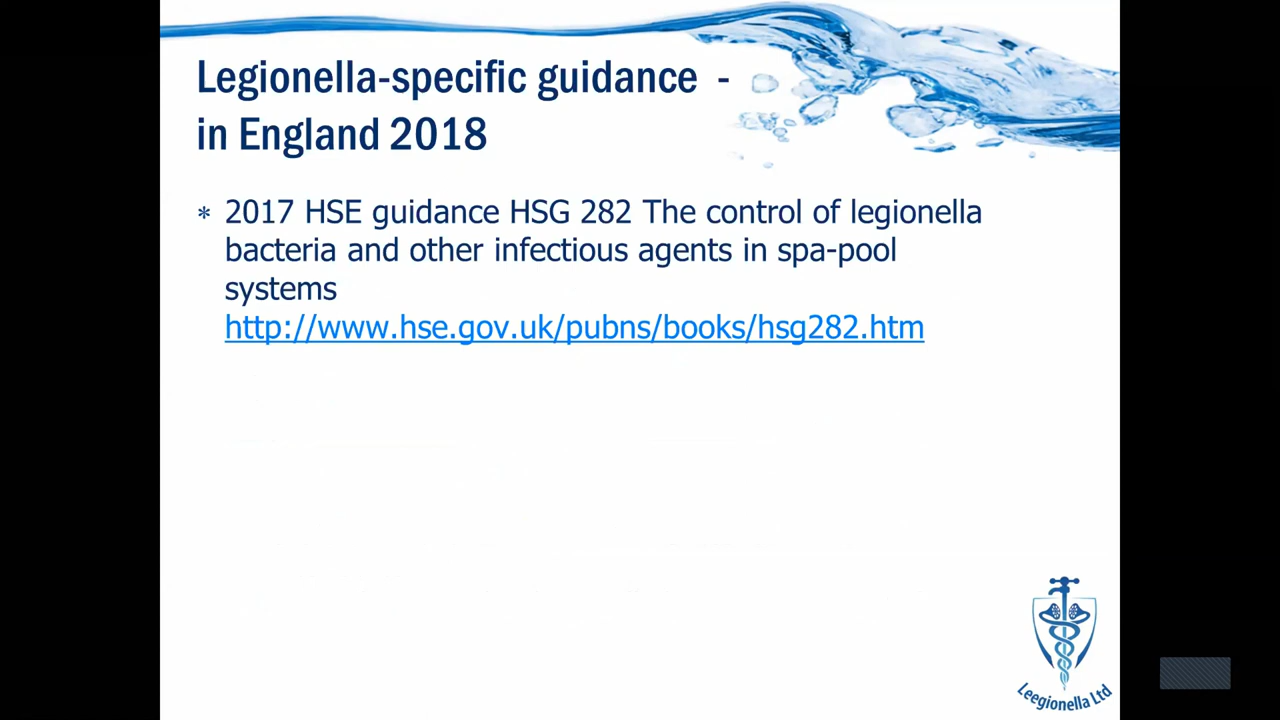 Legionella-specific guidance -
in England 2018
* 2017 HSE guidance HSG 282 The control of legionella
bacteria and other infectious agents in spa-pool
systems
http://www.hse.gov.uk/pubns/books/hsg282.htm
Leegionella Ltd